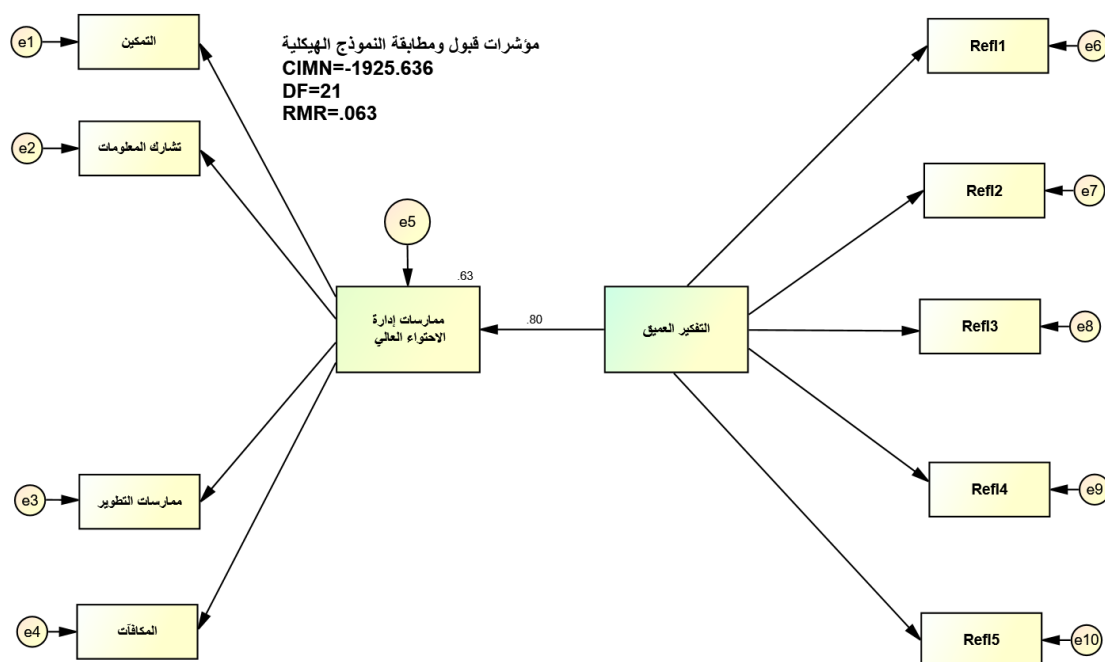 e1
التمكين
مؤشرات قبول ومطابقة النموذج الهيكلية
CIMN=-1925.636
DF=21
RMR=.063
Refl1
e6
e2
تشارك المعلومات
Refl2
e7
e5
.63
ممارسات إدارة
الاحتواء العالي
.80
التفكير العميق
Refl3
e8
e3
ممارسات التطوير
Refl4
e9
e4
المكافآت
Refl5
e10